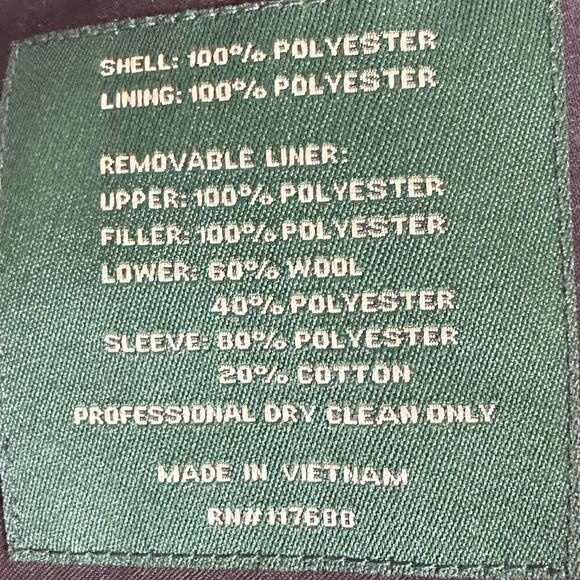 SHELL: 100% POLYESTER
LINING: 100% POLYESTER
REMOVABLE LINER:
UPPER: 100% POLYESTER
FILLER: 100% POLYESTER
LOWER: 60% WOOL
40% POLYESTER
SLEEVE: 80% POLYESTER
20% COTTON
PROFESSIONAL DRY CLEAN ONLY
MADE IN VIETNAM
RN#117688